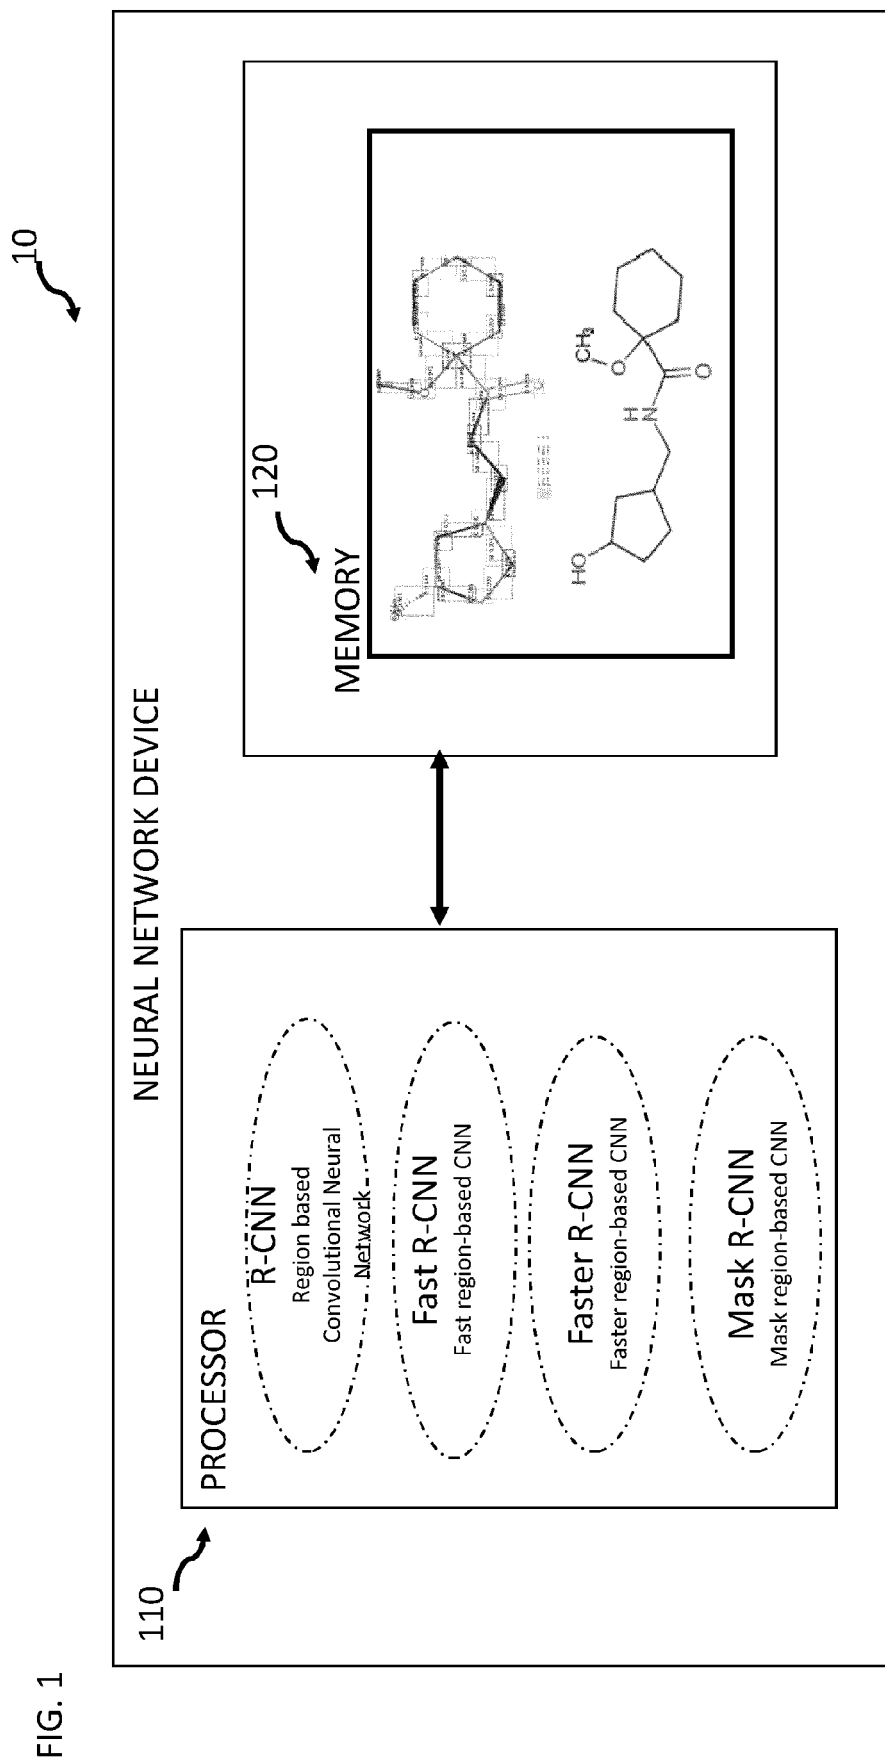 FIG. 1
10
NEURAL NETWORK DEVICE
110
PROCESSOR
R-CNN
Region based
Convolutional Neural
Network
Fast R-CNN
Fast region-based CNN
Faster R-CNN
Faster region-based CNN
Mask R-CNN
Mask region-based CNN
120
MEMORY
HO
H
N
O
CH3
O